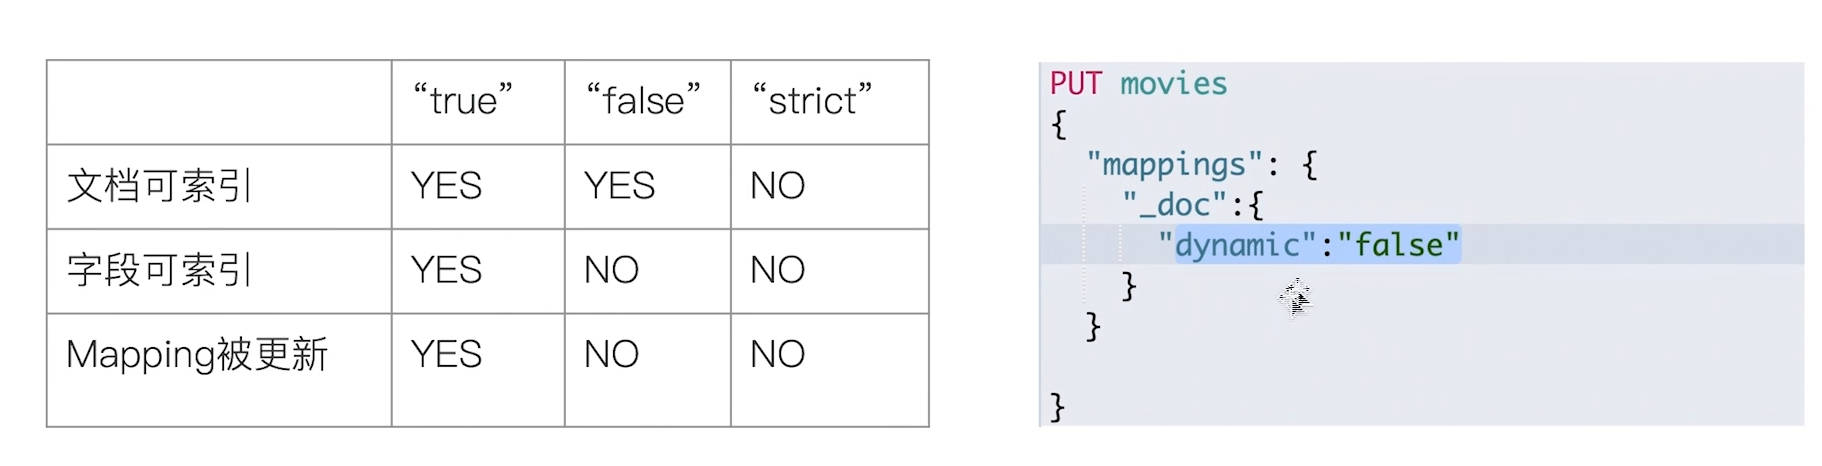 “true” “false” “strict”
文档可索引 YES YES NO
字段可索引 YES NO NO
Mapping被更新 YES NO NO
PUT movies
{
"mappings": {
"_doc":{
"dynamic":"false"
}
}
}